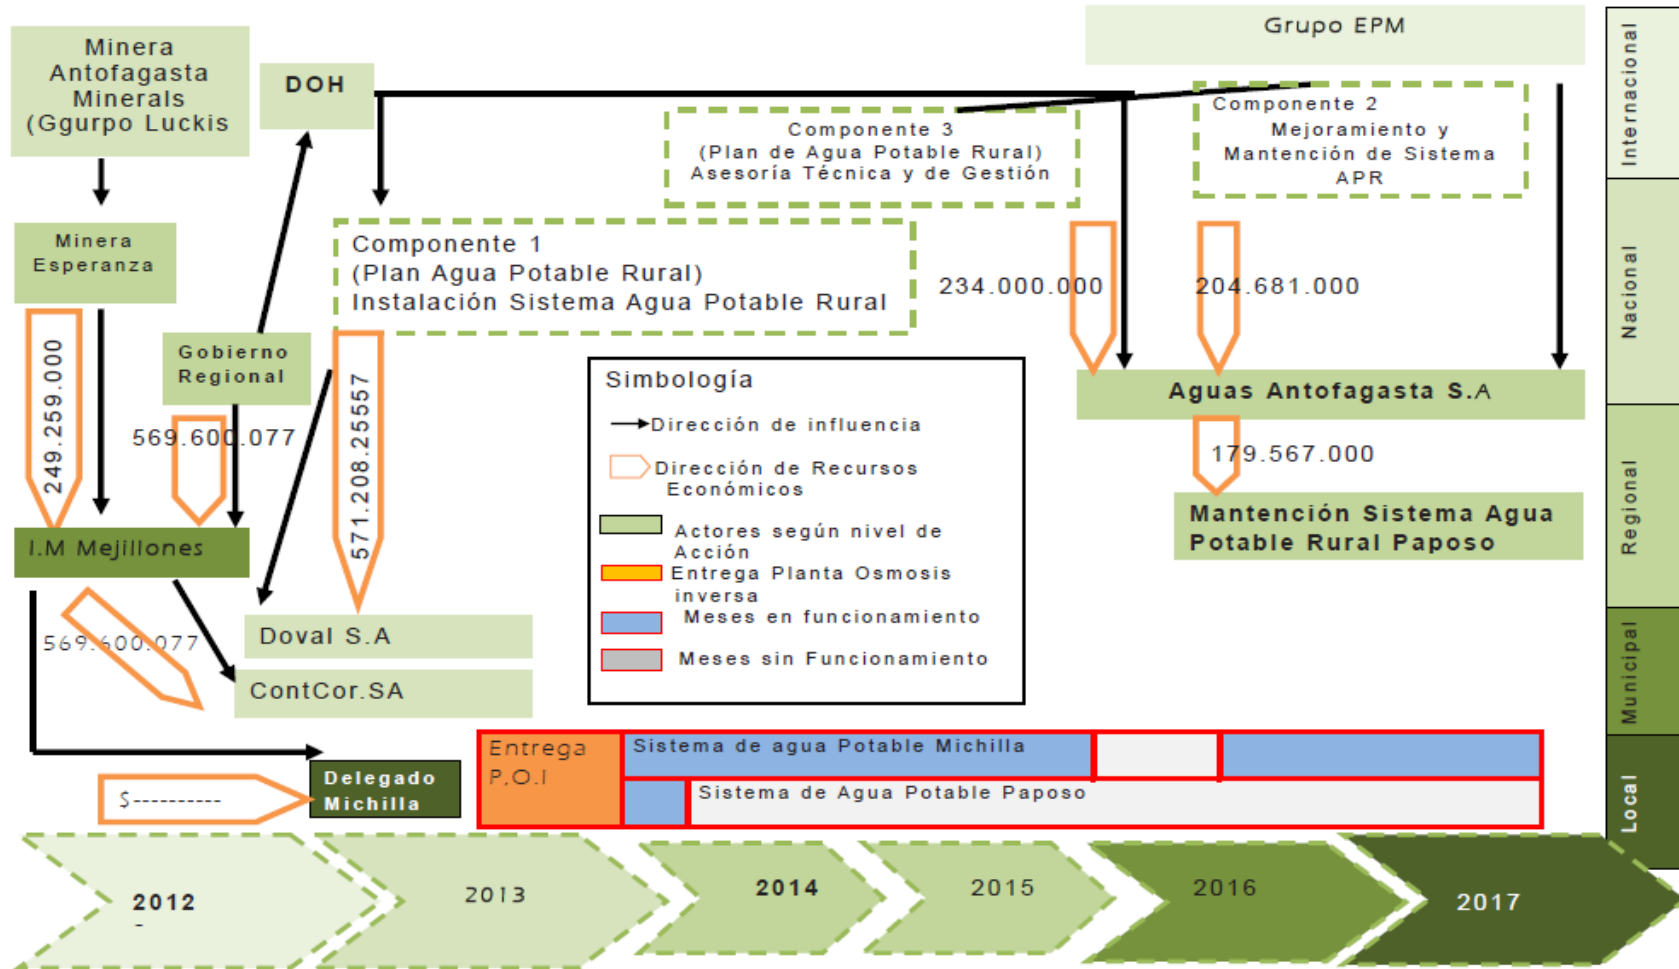 Minera
Antofagasta
Minerals
(Ggurpo Luckis
DOH
Grupo EPM
Componente 3
(Plan de Agua Potable Rural)
Asesoría Técnica y de Gestión
Componente 2
Mejoramiento y
Mantención de Sistema
APR
Minera
Esperanza
Componente 1
(Plan Agua Potable Rural)
Instalación Sistema Agua Potable Rural
234.000.000
204.681.000
249.259.000
Gobierno
Regional
569.600.077
571.208.25557
Simbología
Dirección de influencia
Dirección de Recursos
Económicos
Actores según nivel de
Acción
Entrega Planta Osmosis
inversa
Meses en funcionamiento
Meses sin Funcionamiento
Aguas Antofagasta S.A
179.567.000
Mantención Sistema Agua
Potable Rural Paposo
I.M Mejillones
569.600.077
Doval S.A
ContCor.SA
Delegado
Michilla
$----------
Entrega
P,O.I
Sistema de agua Potable Michilla
Sistema de Agua Potable Paposo
2012
2013
2014
2015
2016
2017
Internacional
Nacional
Regional
Municipal
Local